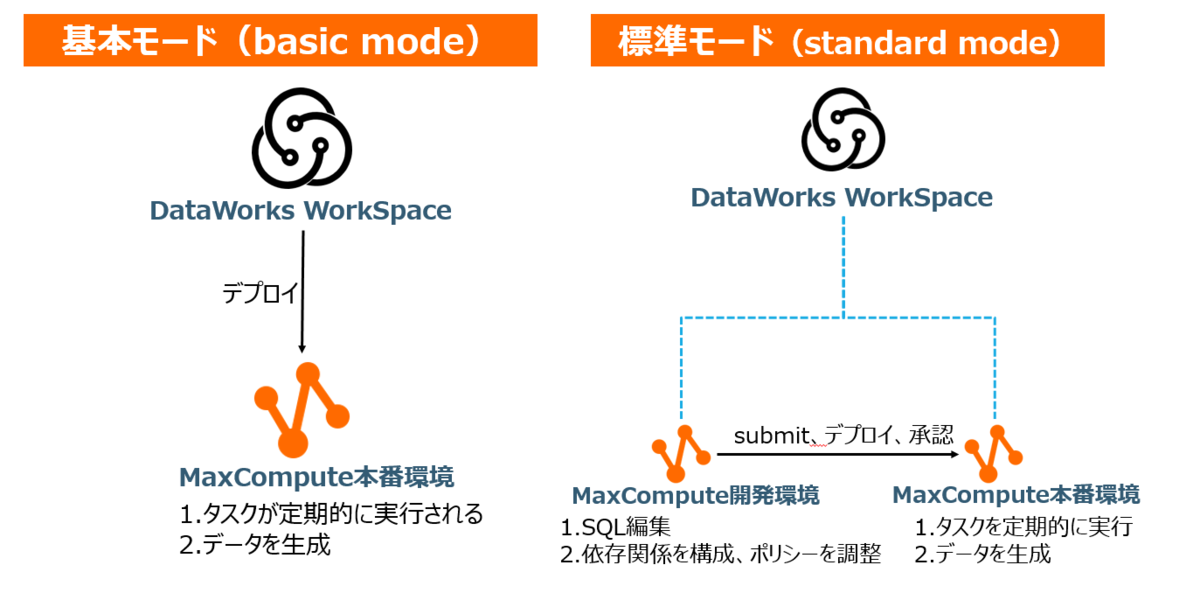 基本モード（basic mode）
DataWorks WorkSpace
デプロイ
MaxCompute本番環境
1.タスクが定期的に実行される
2.データを生成
標準モード（standard mode）
DataWorks WorkSpace
submit、デプロイ、承認
MaxCompute開発環境
1.SQL編集
2.依存関係を構成、ポリシーを調整
MaxCompute本番環境
1.タスクを定期的に実行
2.データを生成